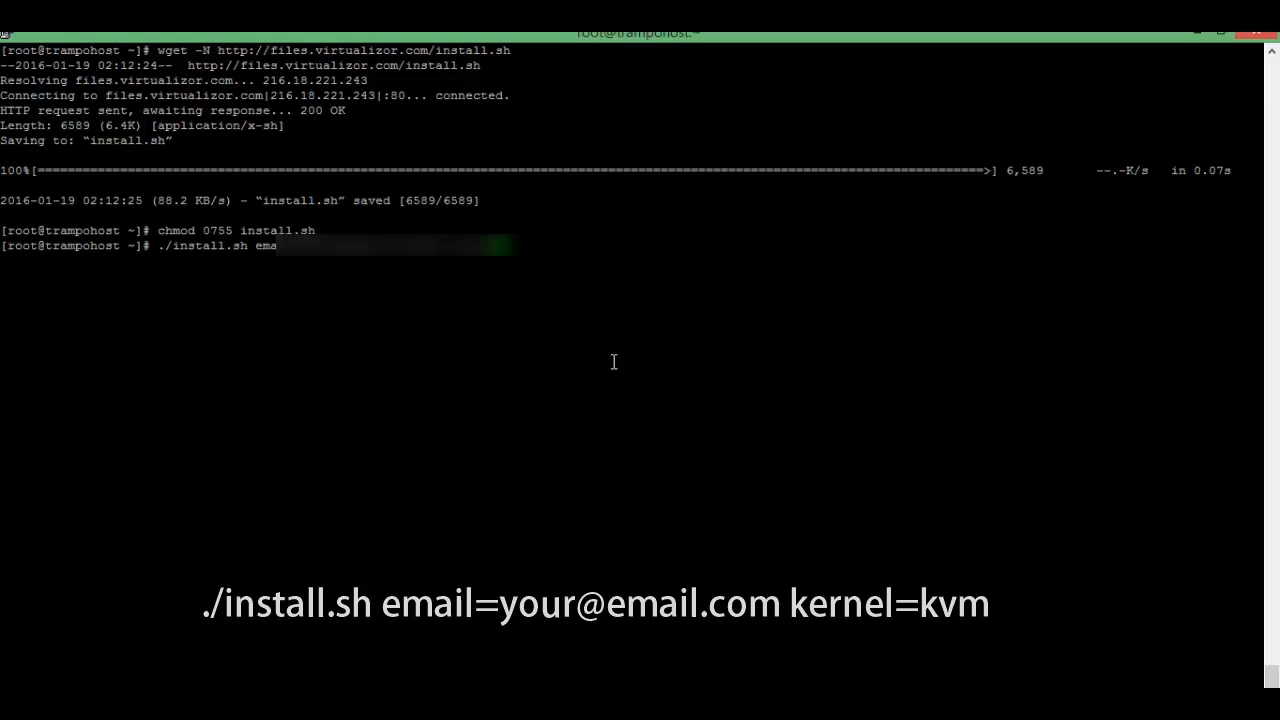 root@trampohost:~
[root@trampohost ~]# wget -N http://files.virtualizor.com/install.sh
--2016-01-19 02:12:24--  http://files.virtualizor.com/install.sh
Resolving files.virtualizor.com... 216.18.221.243
Connecting to files.virtualizor.com|216.18.221.243|:80... connected.
HTTP request sent, awaiting response... 200 OK
Length: 6589 (6.4K) [application/x-sh]
Saving to: “install.sh”
100%[==============================================================================================================================>] 6,589       --.-K/s   in 0.07s
2016-01-19 02:12:25 (88.2 KB/s) - “install.sh” saved [6589/6589]
[root@trampohost ~]# chmod 0755 install.sh
[root@trampohost ~]# ./install.sh ema
./install.sh email=your@email.com kernel=kvm